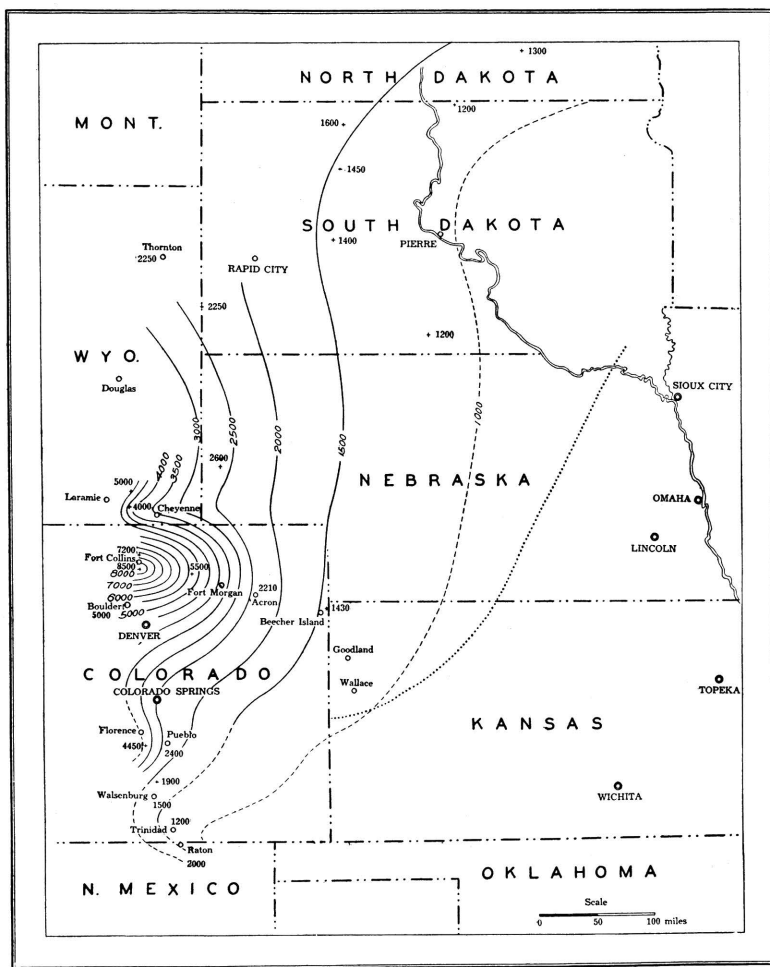 1300
NORTH DAKOTA
1200
MONT.
1600
1450
SOUTH DAKOTA
Thornton
2250
PIERRE
1400
RAPID CITY
2250
1200
WYO.
Douglas
SIOUX CITY
3000
2500
2000
1500
1000
4000
3500
2600
NEBRASKA
5000
Laramie
4000
Cheyenne
OMAHA
LINCOLN
7200
Fort Collins
8500
8000
5500
7000
Fort Morgan
2210
Acron
6000
Boulder
5000
5000
1430
Beecher Island
DENVER
Goodland
COLORADO
COLORADO SPRINGS
Wallace
TOPEKA
KANSAS
Florence
4450
Pueblo
2400
1900
Walsenburg
1500
WICHITA
Trinidad
1200
Raton
2000
N. MEXICO
OKLAHOMA
Scale
0 50 100 miles